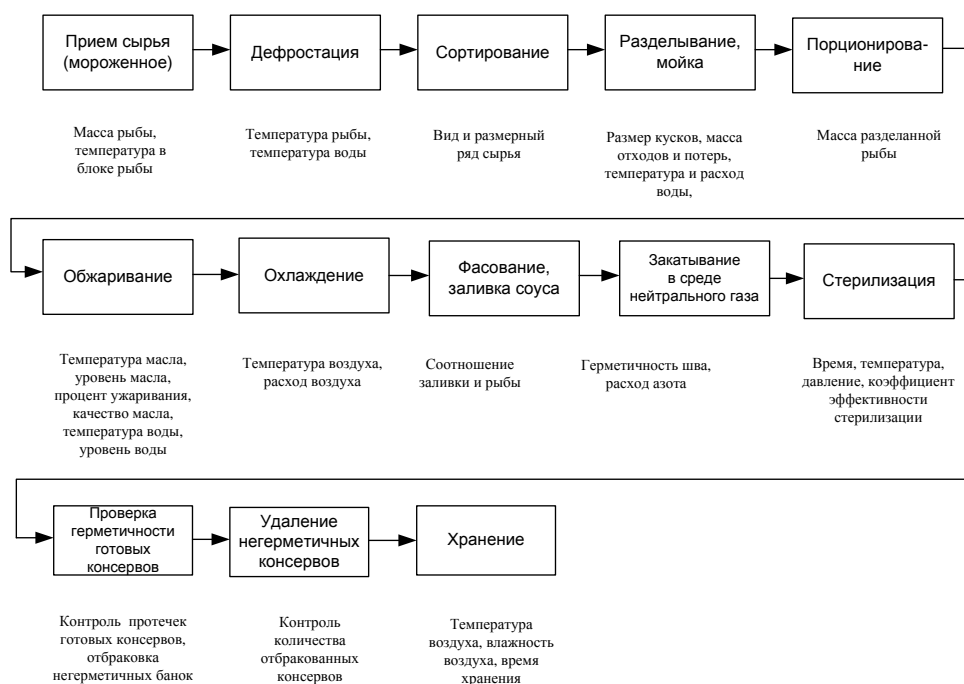 Прием сырья
(мороженное)
Дефростация
Сортирование
Разделывание,
мойка
Порционирова-
ние
Масса рыбы,
температура в
блоке рыбы
Температура рыбы,
температура воды
Вид и размерный
ряд сырья
Размер кусков, масса
отходов и потерь,
температура и расход
воды,
Масса разделанной
рыбы
Обжаривание
Охлаждение
Фасование,
заливка соуса
Закатывание
в среде
нейтрального газа
Стерилизация
Температура масла,
уровень масла,
процент ужаривания,
качество масла,
температура воды,
уровень воды
Температура воздуха,
расход воздуха
Соотношение
заливки и рыбы
Герметичность шва,
расход азота
Время, температура,
давление, коэффициент
эффективности
стерилизации
Проверка
герметичности
готовых
консервов
Удаление
негерметичных
консервов
Хранение
Контроль протечек
готовых консервов,
отбраковка
негерметичных банок
Контроль
количества
отбракованных
консервов
Температура
воздуха, влажность
воздуха, время
хранения